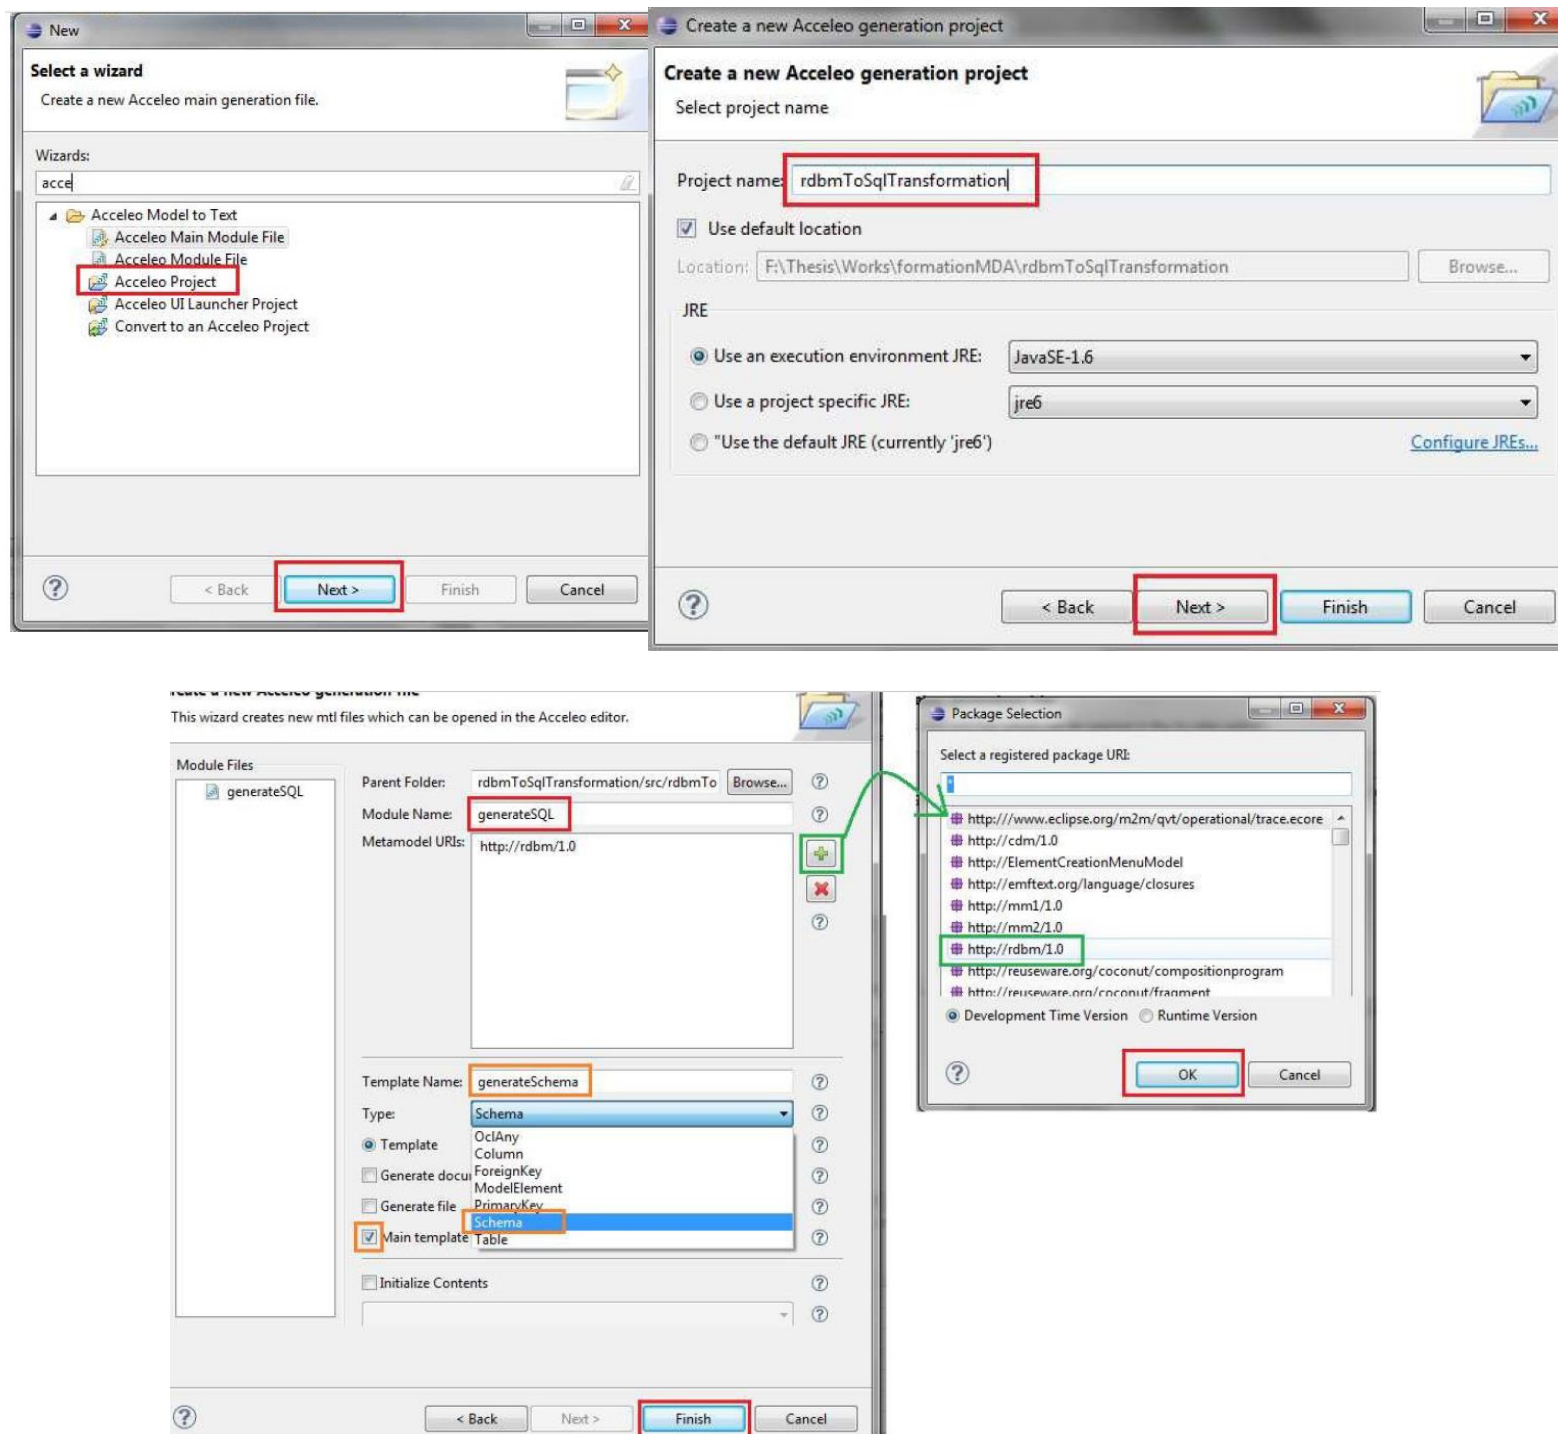 New
Select a wizard
Create a new Acceleo main generation file.
Wizards:
acce
Acceleo Model to Text
Acceleo Main Module File
Acceleo Module File
Acceleo Project
Acceleo UI Launcher Project
Convert to an Acceleo Project
< Back Next > Finish Cancel
Create a new Acceleo generation project
Create a new Acceleo generation project
Select project name
Project name: rdbmToSqlTransformation
Use default location
Location: F:\Thesis\Works\formationMDA\rdbmToSqlTransformation Browse...
JRE
Use an execution environment JRE: JavaSE-1.6
Use a project specific JRE: jre6
"Use the default JRE (currently 'jre6') Configure JREs...
< Back Next > Finish Cancel
Create a new Acceleo generation file
This wizard creates new mtl files which can be opened in the Acceleo editor.
Module Files
generateSQL
Parent Folder: rdbmToSqlTransformation/src/rdbmTo Browse...
Module Name: generateSQL
Metamodel URIs: http://rdbm/1.0
Template Name: generateSchema
Type: Schema
OclAny
Column
ForeignKey
ModelElement
PrimaryKey
Schema
Table
Template
Generate docu
Generate file
Main template
Initialize Contents
< Back Next > Finish Cancel
Package Selection
Select a registered package URI:
*
http:///www.eclipse.org/m2m/qvt/operational/trace.ecore
http://cdm/1.0
http://ElementCreationMenuModel
http://emftext.org/language/closures
http://mm1/1.0
http://mm2/1.0
http://rdbm/1.0
http://reuseware.org/coconut/compositionprogram
http://reuseware.org/coconut/fragment
Development Time Version Runtime Version
OK Cancel